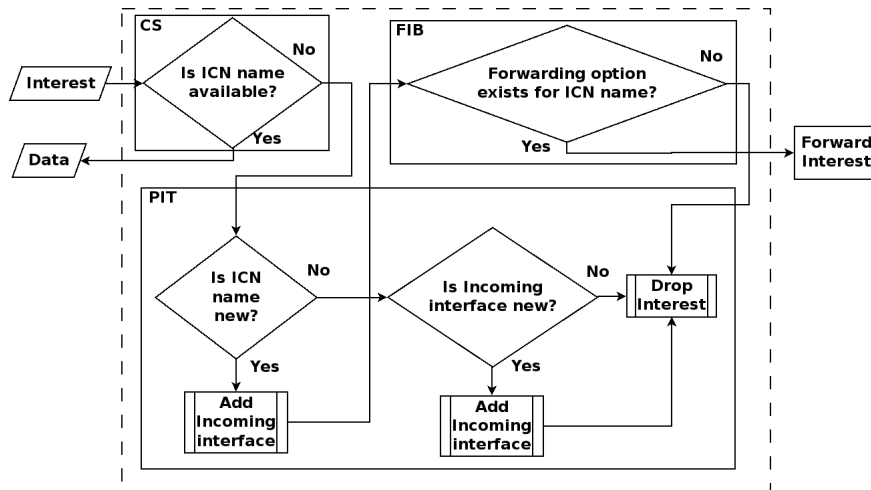 CS
Is ICN name
available?
No
Yes
Interest
Data
FIB
Forwarding option
exists for ICN name?
No
Yes
Forward
Interest
PIT
Is ICN
name
new?
No
Yes
Add
Incoming
interface
Is Incoming
interface new?
No
Yes
Add
Incoming
interface
Drop
Interest